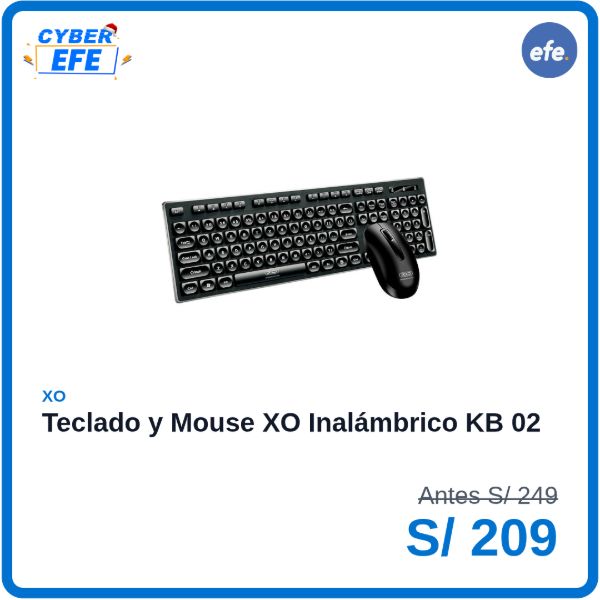 CYBER
EFE
efe.
XO
Teclado y Mouse XO Inalámbrico KB 02
Antes S/ 249
S/ 209